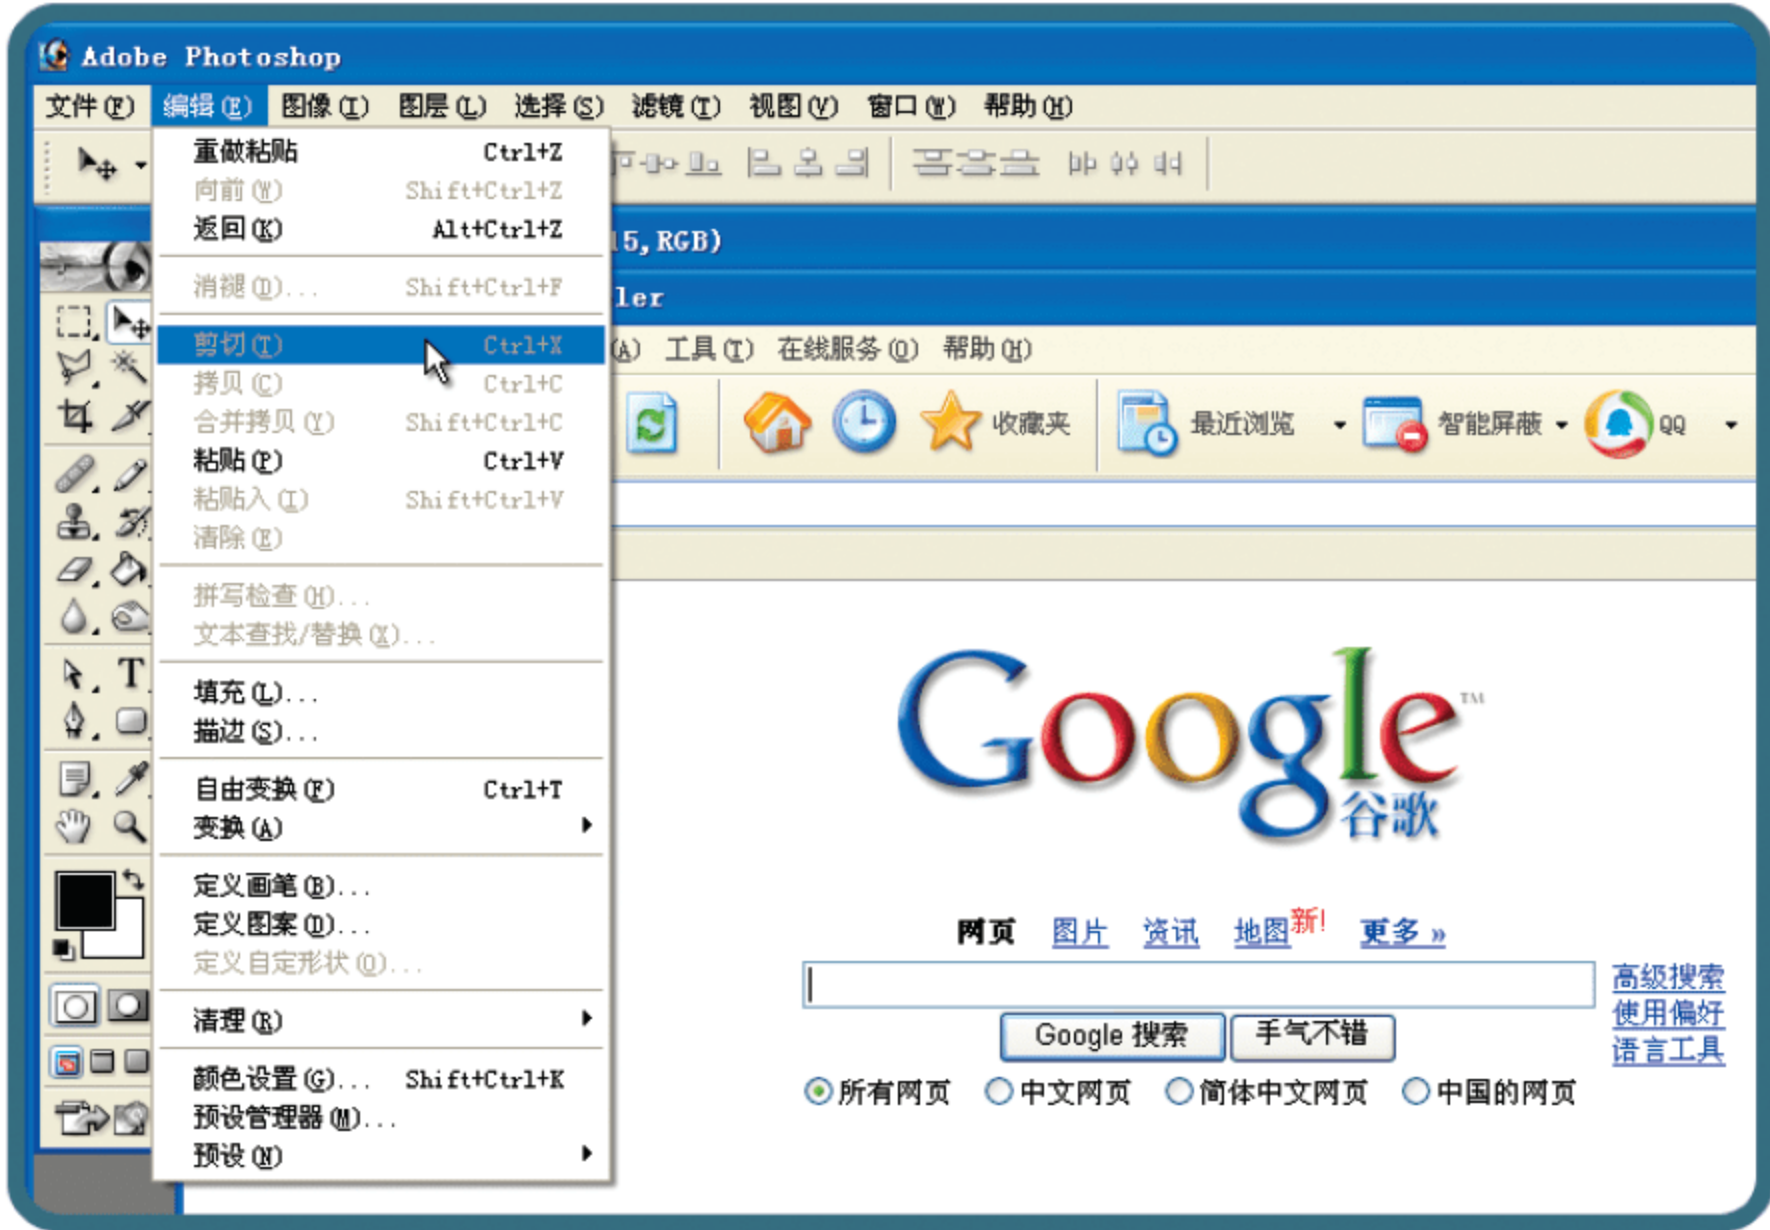 Adobe Photoshop
文件(F) 编辑(E) 图像(I) 图层(L) 选择(S) 滤镜(T) 视图(V) 窗口(W) 帮助(H)
重做粘贴 Ctrl+Z
向前(W) Shift+Ctrl+Z
返回(K) Alt+Ctrl+Z
消褪(D)... Shift+Ctrl+F
剪切(T) Ctrl+X
拷贝(C) Ctrl+C
合并拷贝(Y) Shift+Ctrl+C
粘贴(P) Ctrl+V
粘贴入(I) Shift+Ctrl+V
清除(E)
拼写检查(H)...
文本查找/替换(X)...
填充(L)...
描边(S)...
自由变换(F) Ctrl+T
变换(A)
定义画笔(B)...
定义图案(D)...
定义自定形状(O)...
清理(R)
颜色设置(G)... Shift+Ctrl+K
预设管理器(M)...
预设(N)
15,RGB)
ler
(A) 工具(T) 在线服务(O) 帮助(H)
收藏夹 最近浏览 智能屏蔽 QQ
Google™
谷歌
网页 图片 资讯 地图新! 更多 »
高级搜索
使用偏好
语言工具
Google 搜索 手气不错
所有网页 中文网页 简体中文网页 中国的网页
T